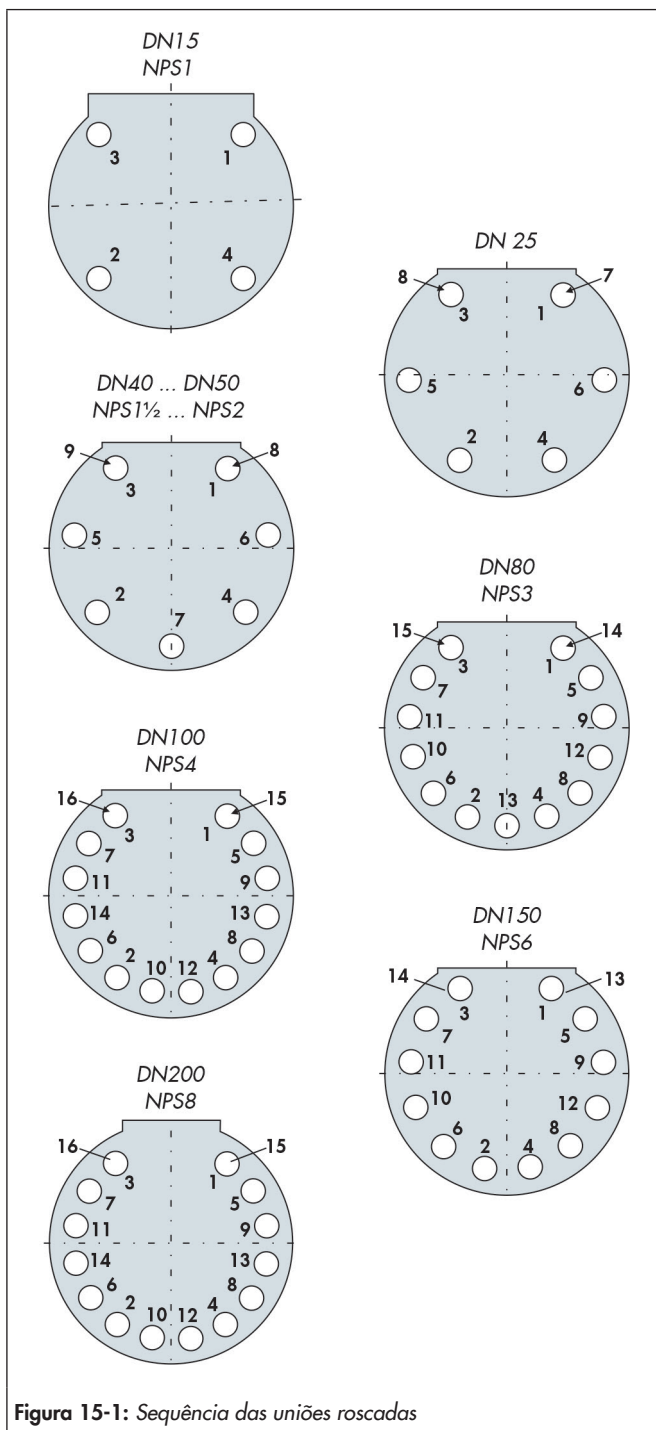 DN15
NPS1
3 1
2 4
DN 25
8 7
3 1
5 6
2 4
DN40 ... DN50
NPS1½ ... NPS2
9 8
3 1
5 6
2 4
7
DN80
NPS3
15 14
3 1
7 5
11 9
10 12
6 8
2 13 4
DN100
NPS4
16 15
3 1
7 5
11 9
14 13
6 8
2 10 12 4
DN150
NPS6
14 13
3 1
7 5
11 9
10 12
6 8
2 4
DN200
NPS8
16 15
3 1
7 5
11 9
14 13
6 8
2 10 12 4
Figura 15-1: Sequência das uniões roscadas